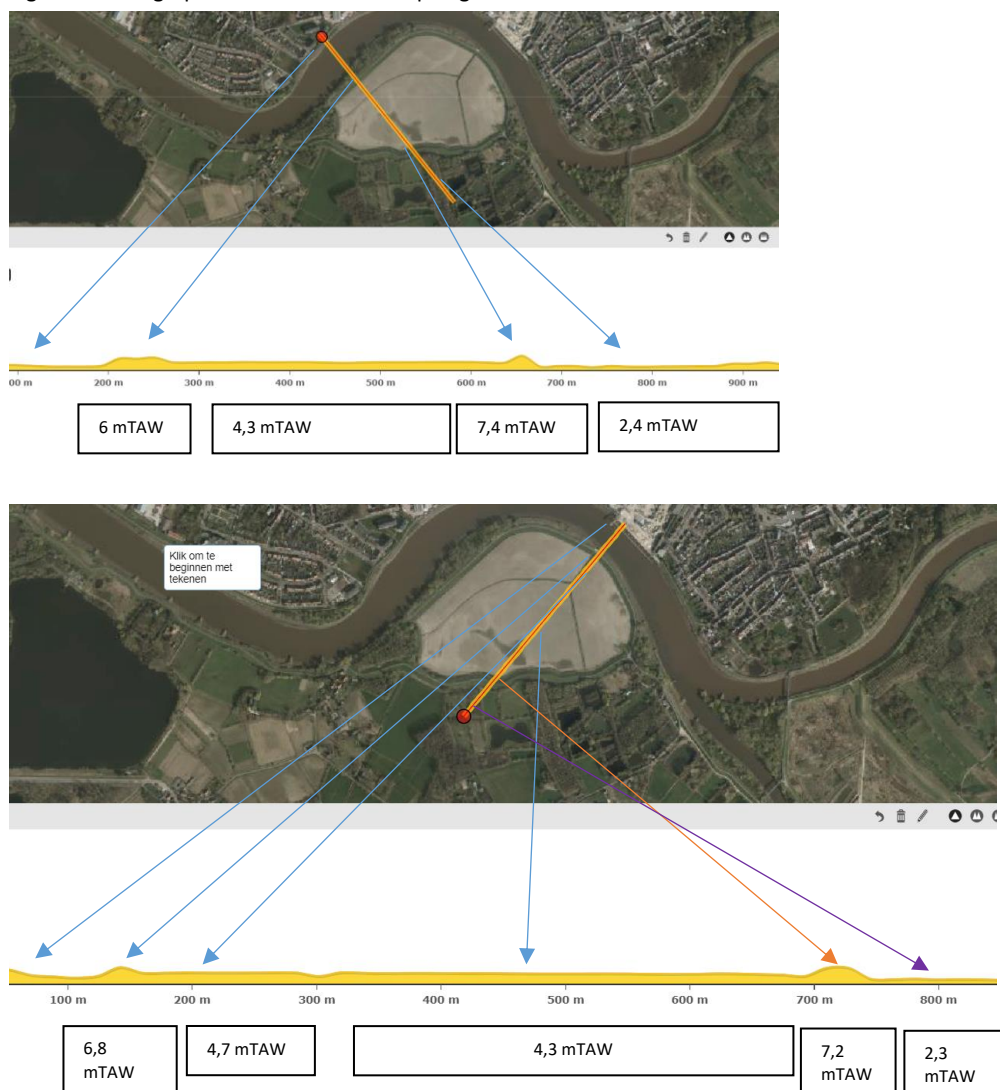 00 m 200 m 300 m 400 m 500 m 600 m 700 m 800 m 900 m
6 mTAW 4,3 mTAW 7,4 mTAW 2,4 mTAW
Klik om te
beginnen met
tekenen
100 m 200 m 300 m 400 m 500 m 600 m 700 m 800 m
6,8 4,7 mTAW 4,3 mTAW 7,2 2,3
mTAW mTAW mTAW